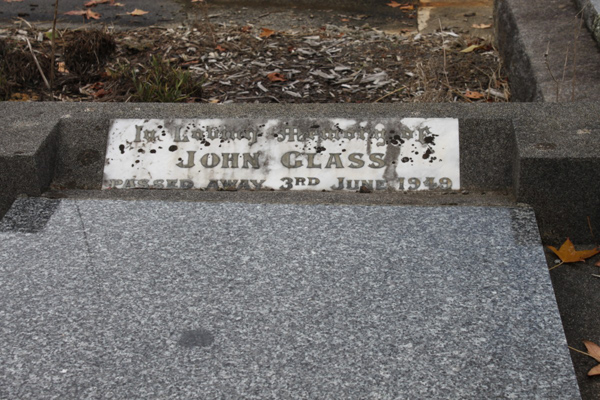 In Loving Memory of
JOHN GLASS
PASSED AWAY 3RD JUNE 1949